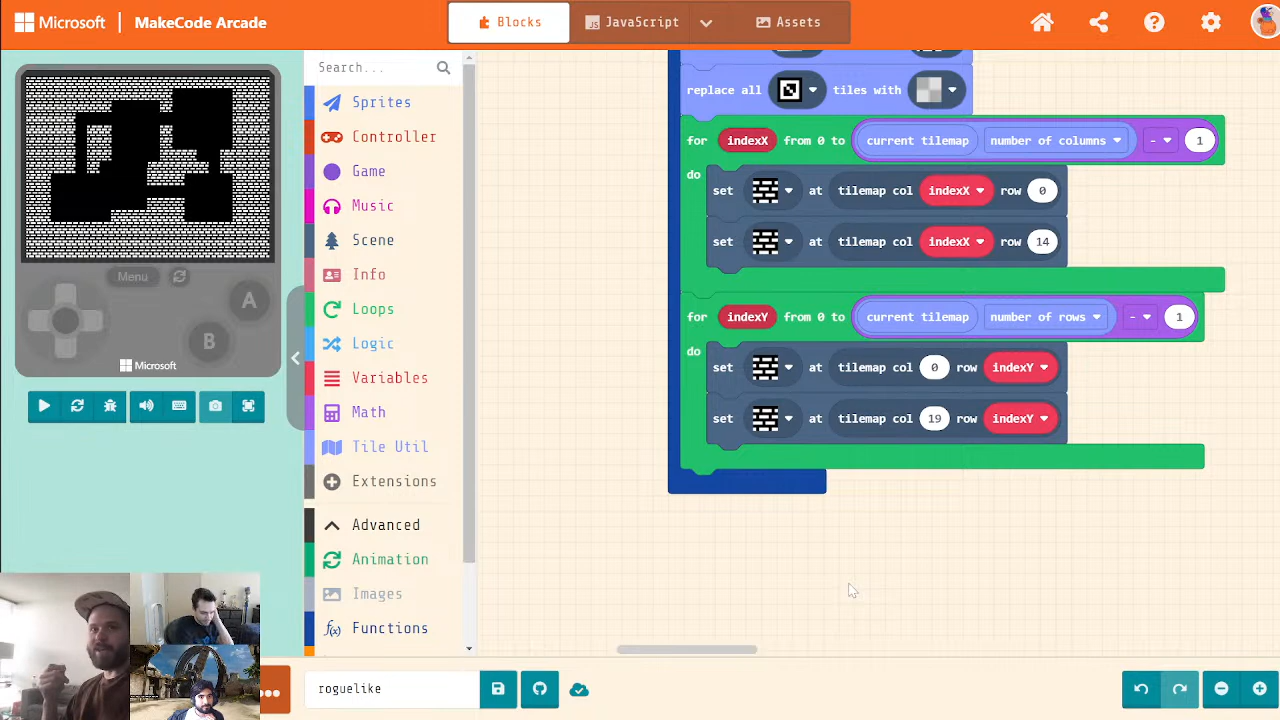 Microsoft | MakeCode Arcade
Blocks
JavaScript
Assets
Menu
A
B
Microsoft
Search...
Sprites
Controller
Game
Music
Scene
Info
Loops
Logic
Variables
Math
Tile Util
Extensions
Advanced
Animation
Images
f(x) Functions
replace all tiles with
for indexX from 0 to current tilemap number of columns - 1
do set at tilemap col indexX row 0
set at tilemap col indexX row 14
for indexY from 0 to current tilemap number of rows - 1
do set at tilemap col 0 row indexY
set at tilemap col 19 row indexY
roguelike